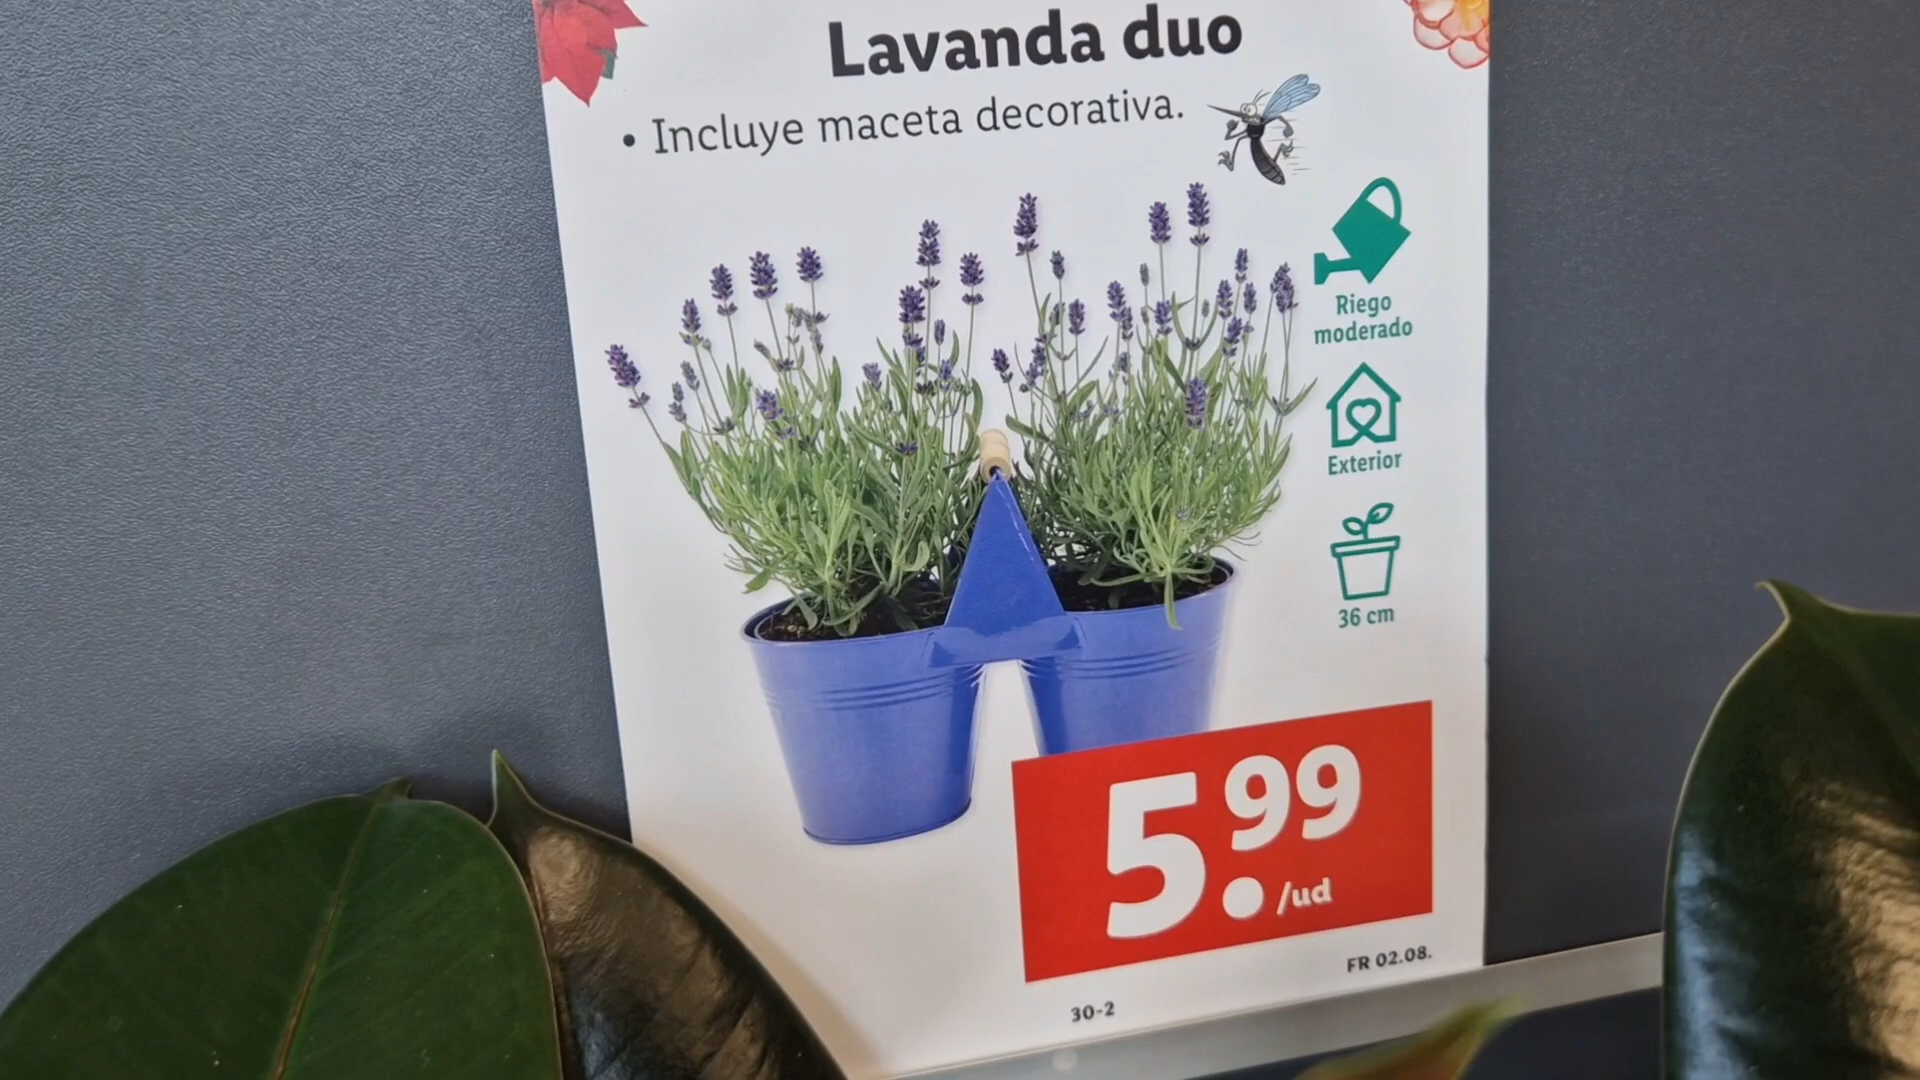 Lavanda duo
• Incluye maceta decorativa.
Riego
moderado
Exterior
36 cm
5.99
/ud
FR 02.08.
30-2